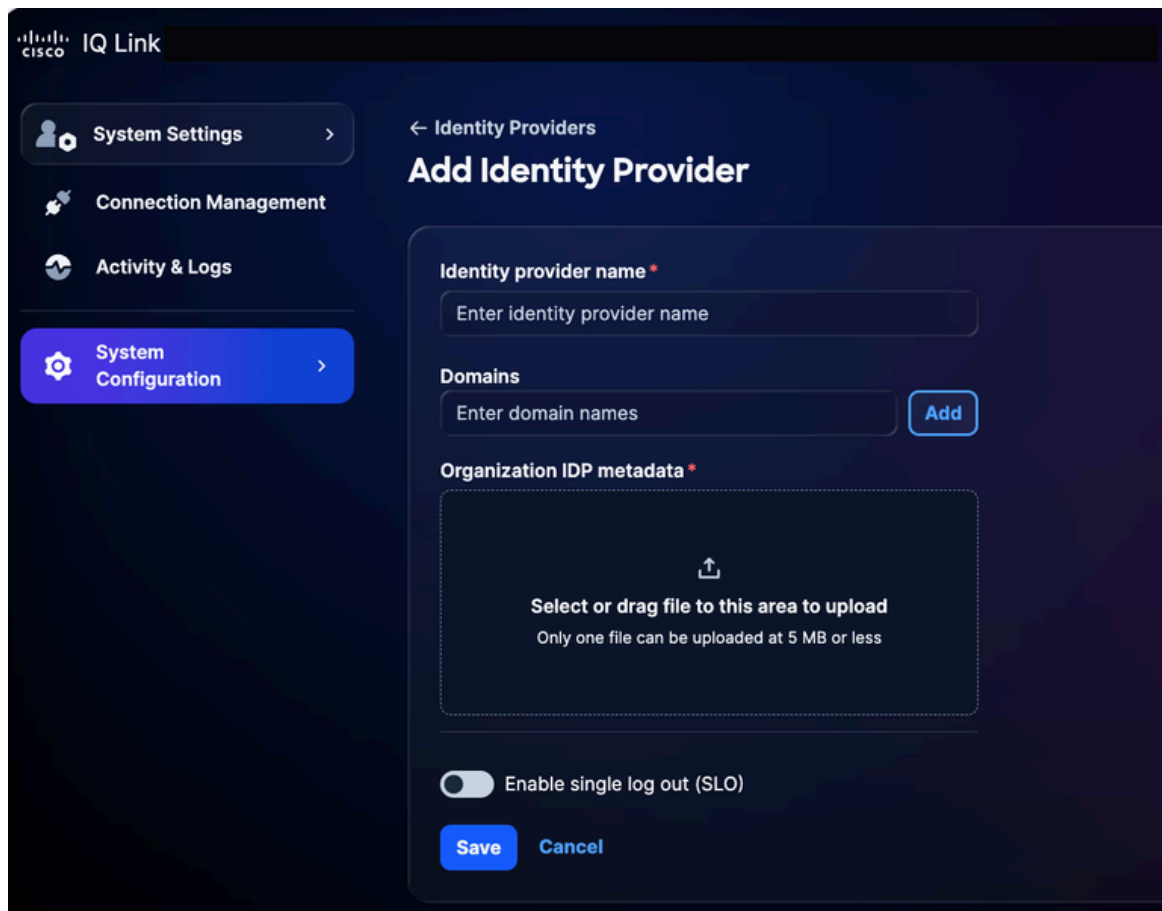 cisco IQ Link
System Settings
Connection Management
Activity & Logs
System
Configuration
← Identity Providers
Add Identity Provider
Identity provider name *
Enter identity provider name
Domains
Enter domain names
Add
Organization IDP metadata *
Select or drag file to this area to upload
Only one file can be uploaded at 5 MB or less
Enable single log out (SLO)
Save Cancel